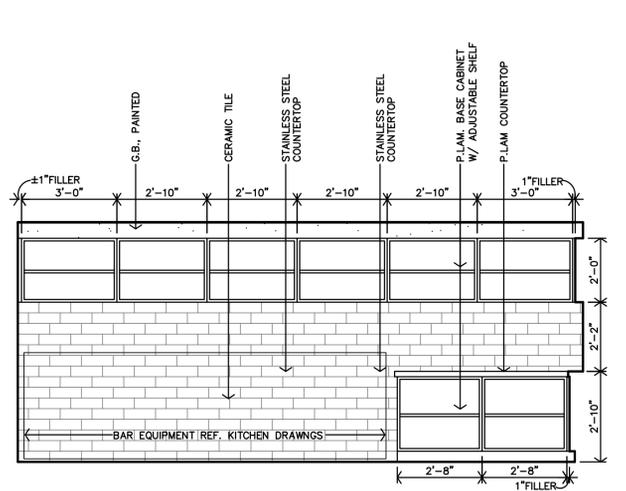 G.B., PAINTED
CERAMIC TILE
STAINLESS STEEL
COUNTERTOP
STAINLESS STEEL
COUNTERTOP
P.LAM. BASE CABINET
W/ ADJUSTABLE SHELF
P.LAM COUNTERTOP
±1"FILLER
1"FILLER
3'-0"
2'-10"
2'-10"
2'-10"
2'-10"
3'-0"
2'-0"
2'-2"
2'-10"
BAR EQUIPMENT REF. KITCHEN DRAWNGS
2'-8"
2'-8"
1"FILLER